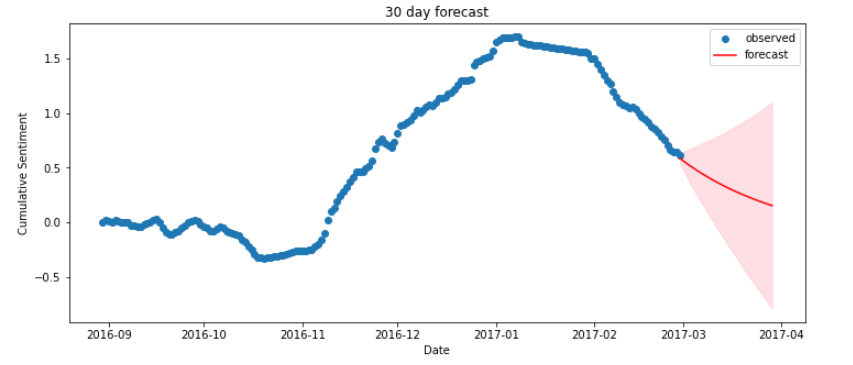 30 day forecast
observed
forecast
Cumulative Sentiment
1.5
1.0
0.5
0.0
−0.5
2016-09 2016-10 2016-11 2016-12 2017-01 2017-02 2017-03 2017-04
Date